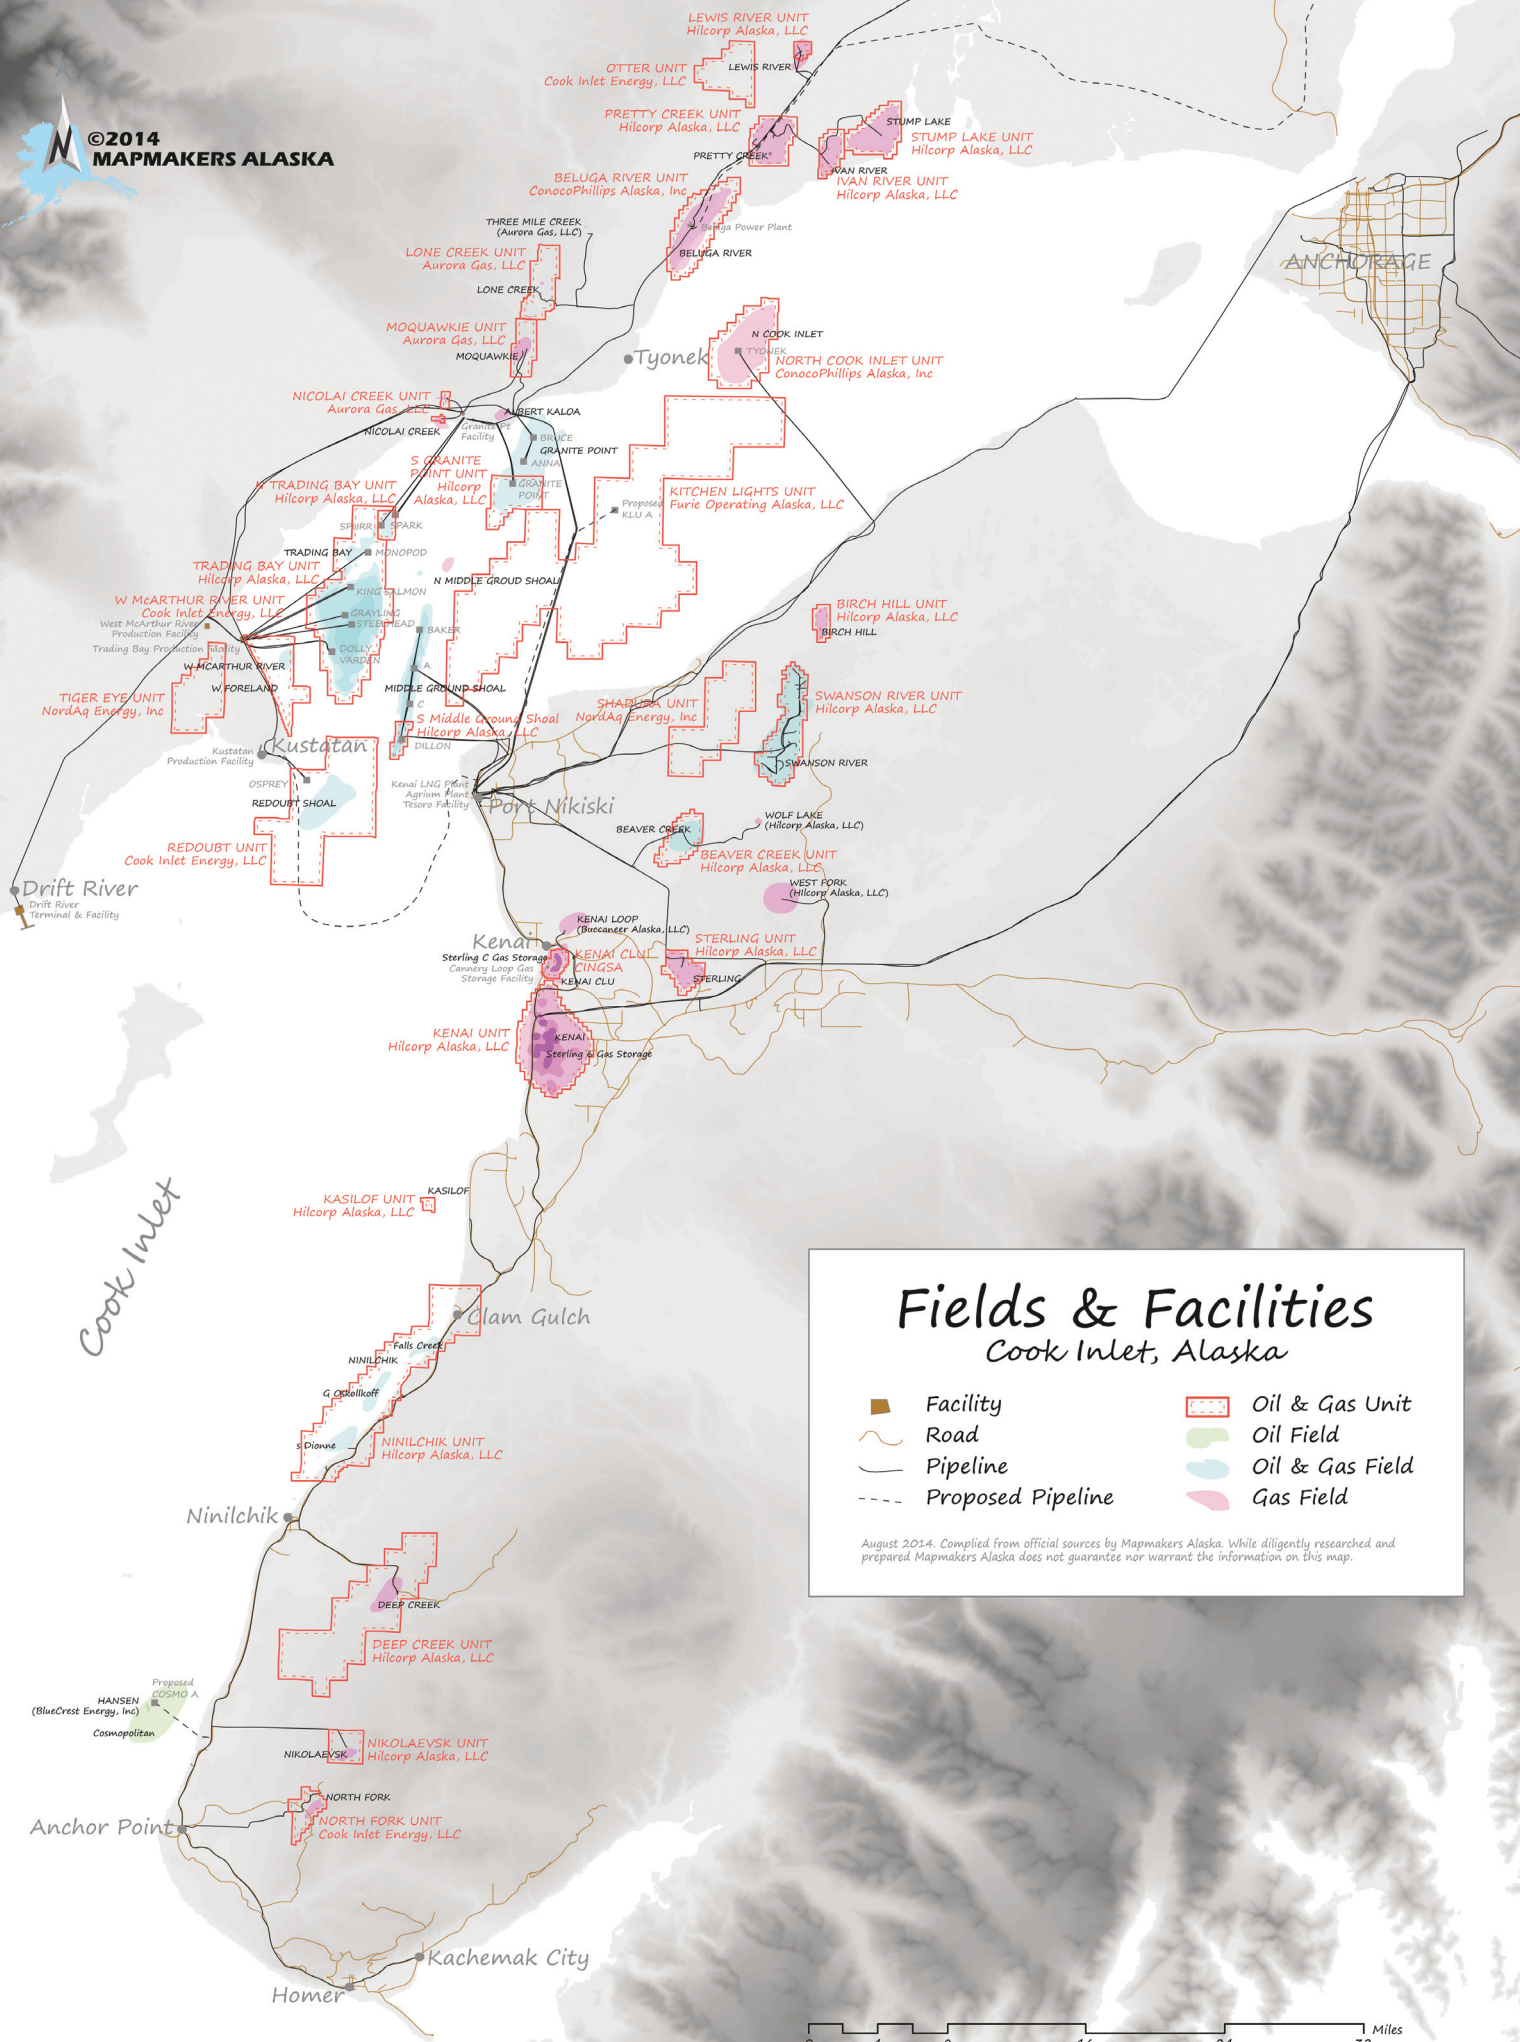 LEWIS RIVER UNIT
Hilcorp Alaska, LLC
OTTER UNIT
Cook Inlet Energy, LLC
LEWIS RIVER
PRETTY CREEK UNIT
Hilcorp Alaska, LLC
STUMP LAKE
STUMP LAKE UNIT
Hilcorp Alaska, LLC
©2014
MAPMAKERS ALASKA
N
PRETTY CREEK
IVAN RIVER
IVAN RIVER UNIT
Hilcorp Alaska, LLC
BELUGA RIVER UNIT
ConocoPhillips Alaska, Inc
Beluga Power Plant
BELUGA RIVER
THREE MILE CREEK
(Aurora Gas, LLC)
LONE CREEK UNIT
Aurora Gas, LLC
LONE CREEK
ANCHORAGE
MOQUAWKIE UNIT
Aurora Gas, LLC
MOQUAWKIE
Tyonek
N COOK INLET
TYONEK
NORTH COOK INLET UNIT
ConocoPhillips Alaska, Inc
NICOLAI CREEK UNIT
Aurora Gas, LLC
NICOLAI CREEK
ALBERT KALOA
Granite Pt
Facility
BRUCE
GRANITE POINT
ANNA
S GRANITE
POINT UNIT
Hilcorp
Alaska, LLC
GRANITE
POINT
N TRADING BAY UNIT
Hilcorp Alaska, LLC
KITCHEN LIGHTS UNIT
Furie Operating Alaska, LLC
Proposed
KLU A
SPURR
SPARK
TRADING BAY
MONOPOD
TRADING BAY UNIT
Hilcorp Alaska, LLC
N MIDDLE GROUD SHOAL
KING SALMON
W McARTHUR RIVER UNIT
Cook Inlet Energy, LLC
GRAYLING
STEELHEAD
West McArthur River
Production Facility
BAKER
BIRCH HILL UNIT
Hilcorp Alaska, LLC
BIRCH HILL
Trading Bay Production Facility
DOLLY
VARDEN
W MCARTHUR RIVER
A
W FORELAND
MIDDLE GROUND SHOAL
TIGER EYE UNIT
NordAq Energy, Inc
C
SHADURA UNIT
NordAq Energy, Inc
SWANSON RIVER UNIT
Hilcorp Alaska, LLC
S Middle Ground Shoal
Hilcorp Alaska, LLC
DILLON
Kustatan
Kustatan
Production Facility
SWANSON RIVER
OSPREY
REDOUBT SHOAL
Kenai LNG Plant
Agrium Plant
Tesoro Facility
Port Nikiski
WOLF LAKE
(Hilcorp Alaska, LLC)
BEAVER CREEK
BEAVER CREEK UNIT
Hilcorp Alaska, LLC
REDOUBT UNIT
Cook Inlet Energy, LLC
Drift River
Drift River
Terminal & Facility
WEST FORK
(Hilcorp Alaska, LLC)
KENAI LOOP
(Buccaneer Alaska, LLC)
Kenai
STERLING UNIT
Hilcorp Alaska, LLC
Sterling C Gas Storage
Cannery Loop Gas
Storage Facility
KENAI CLU
CINGSA
KENAI CLU
STERLING
KENAI UNIT
Hilcorp Alaska, LLC
KENAI
Sterling 6 Gas Storage
KASILOF UNIT
Hilcorp Alaska, LLC
KASILOF
Cook Inlet
Clam Gulch
Falls Creek
NINILCHIK
G Oskollkoff
s Dionne
NINILCHIK UNIT
Hilcorp Alaska, LLC
Ninilchik
DEEP CREEK
DEEP CREEK UNIT
Hilcorp Alaska, LLC
Proposed
COSMO A
HANSEN
(BlueCrest Energy, Inc)
Cosmopolitan
NIKOLAEVSK
NIKOLAEVSK UNIT
Hilcorp Alaska, LLC
NORTH FORK
NORTH FORK UNIT
Cook Inlet Energy, LLC
Anchor Point
Kachemak City
Homer
Fields & Facilities
Cook Inlet, Alaska
Facility
Road
Pipeline
Proposed Pipeline
Oil & Gas Unit
Oil Field
Oil & Gas Field
Gas Field
August 2014. Complied from official sources by Mapmakers Alaska. While diligently researched and
prepared Mapmakers Alaska does not guarantee nor warrant the information on this map.
Miles